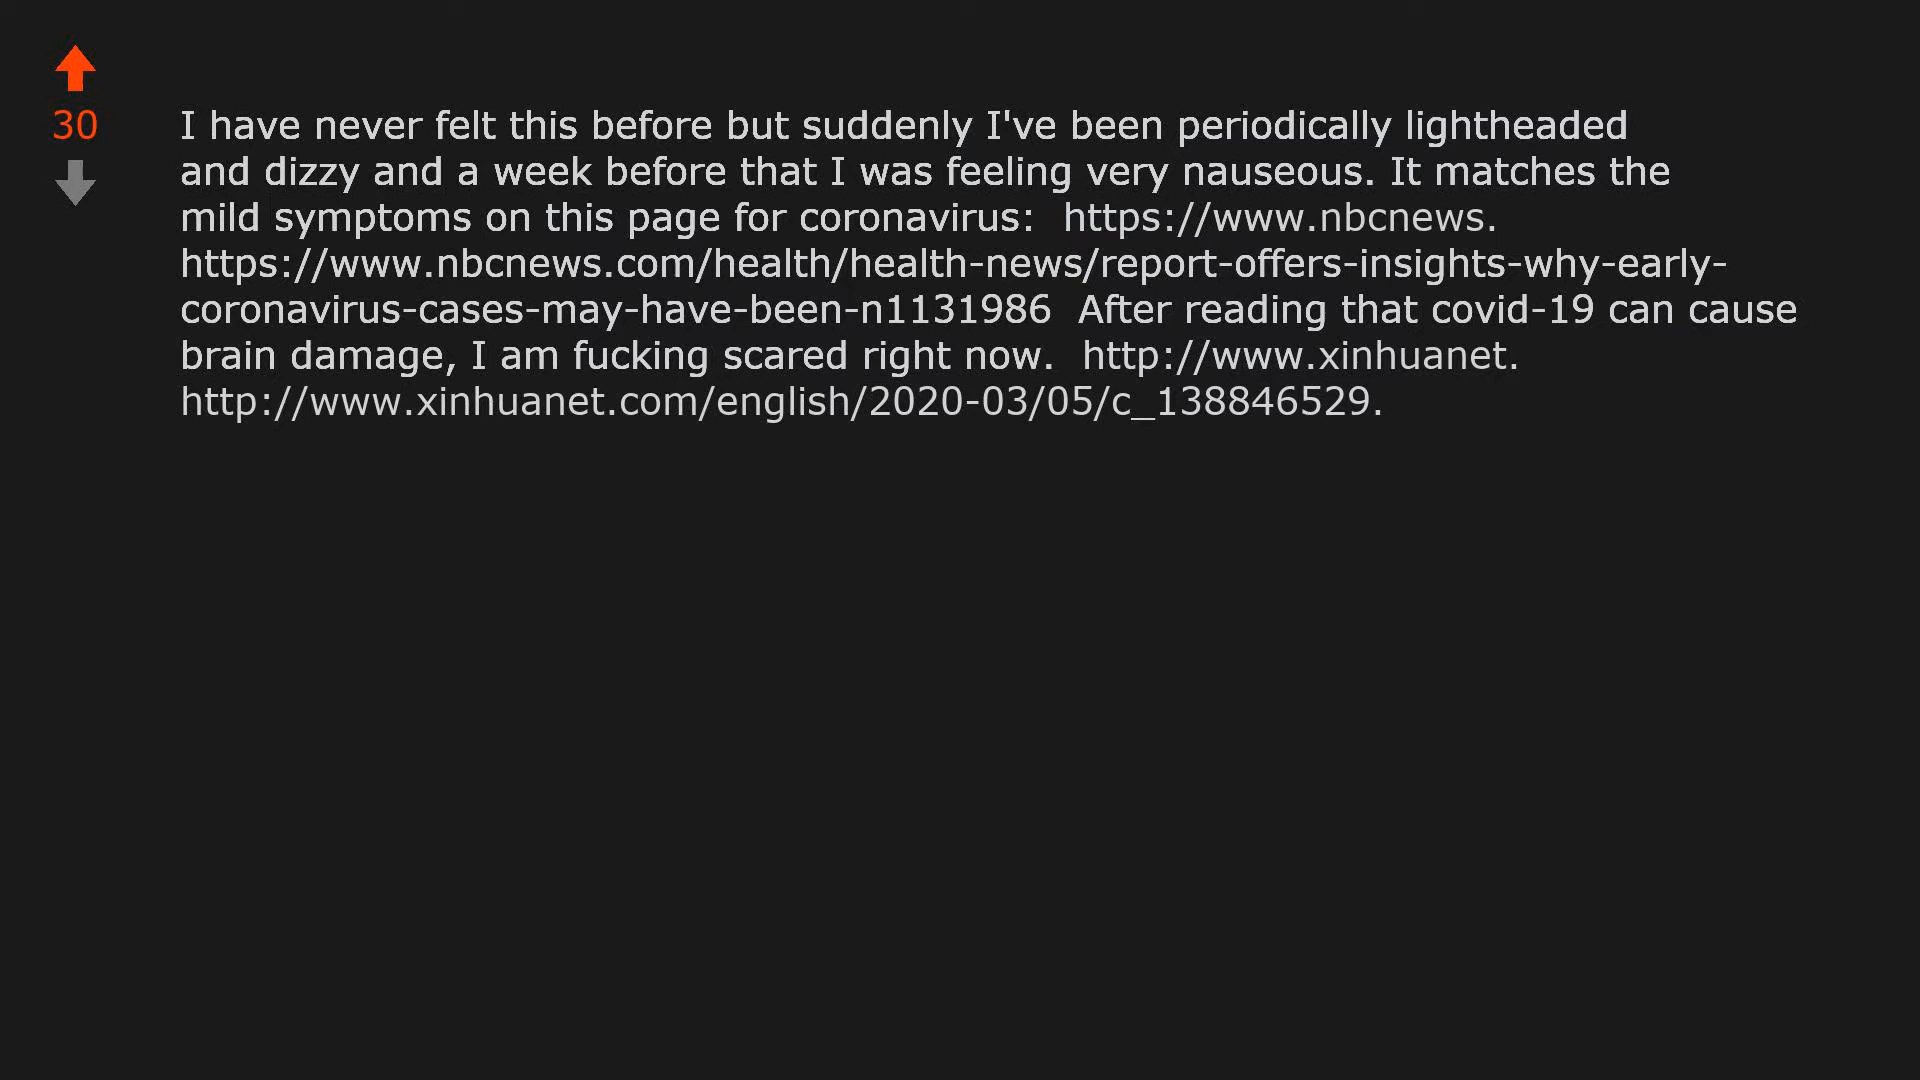 30
I have never felt this before but suddenly I've been periodically lightheaded
and dizzy and a week before that I was feeling very nauseous. It matches the
mild symptoms on this page for coronavirus:  https://www.nbcnews.
https://www.nbcnews.com/health/health-news/report-offers-insights-why-early-
coronavirus-cases-may-have-been-n1131986  After reading that covid-19 can cause
brain damage, I am fucking scared right now.  http://www.xinhuanet.
http://www.xinhuanet.com/english/2020-03/05/c_138846529.